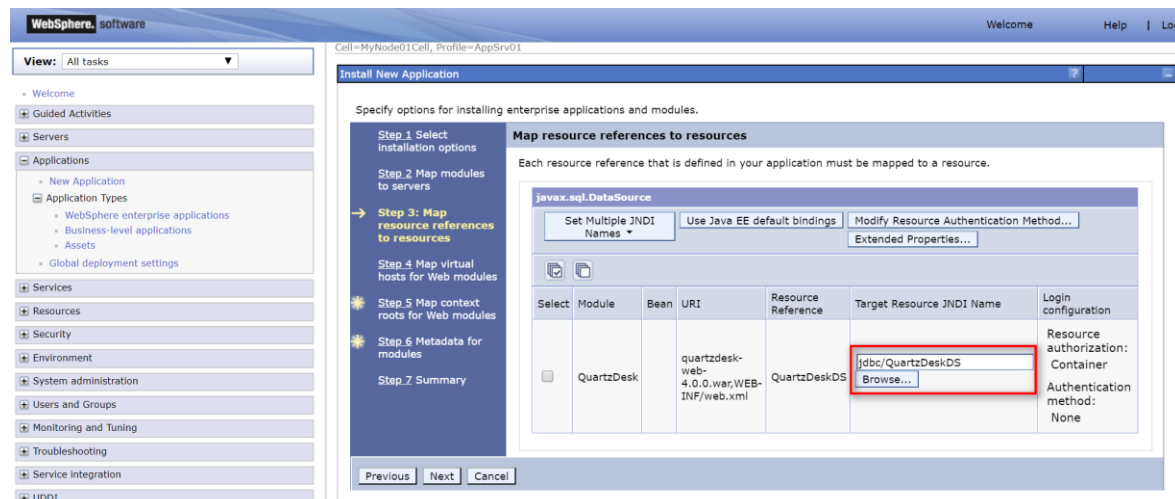 WebSphere. software
Welcome Help | Lo
View: All tasks
Cell=MyNode01Cell, Profile=AppSrv01
Welcome
Guided Activities
Servers
Applications
New Application
Application Types
WebSphere enterprise applications
Business-level applications
Assets
Global deployment settings
Services
Resources
Security
Environment
System administration
Users and Groups
Monitoring and Tuning
Troubleshooting
Service integration
UDDI
Install New Application ?
Specify options for installing enterprise applications and modules.
Step 1 Select
installation options
Step 2 Map modules
to servers
Step 3: Map
resource references
to resources
Step 4 Map virtual
hosts for Web modules
Step 5 Map context
roots for Web modules
Step 6 Metadata for
modules
Step 7 Summary
Map resource references to resources
Each resource reference that is defined in your application must be mapped to a resource.
javax.sql.DataSource
Set Multiple JNDI
Names
Use Java EE default bindings
Modify Resource Authentication Method...
Extended Properties...
Select Module Bean URI
Resource
Reference
Target Resource JNDI Name
Login
configuration
QuartzDesk
quartzdesk-
web-
4.0.0.war,WEB-
INF/web.xml
QuartzDeskDS
jdbc/QuartzDeskDS
Browse...
Resource
authorization:
Container
Authentication
method:
None
Previous Next Cancel